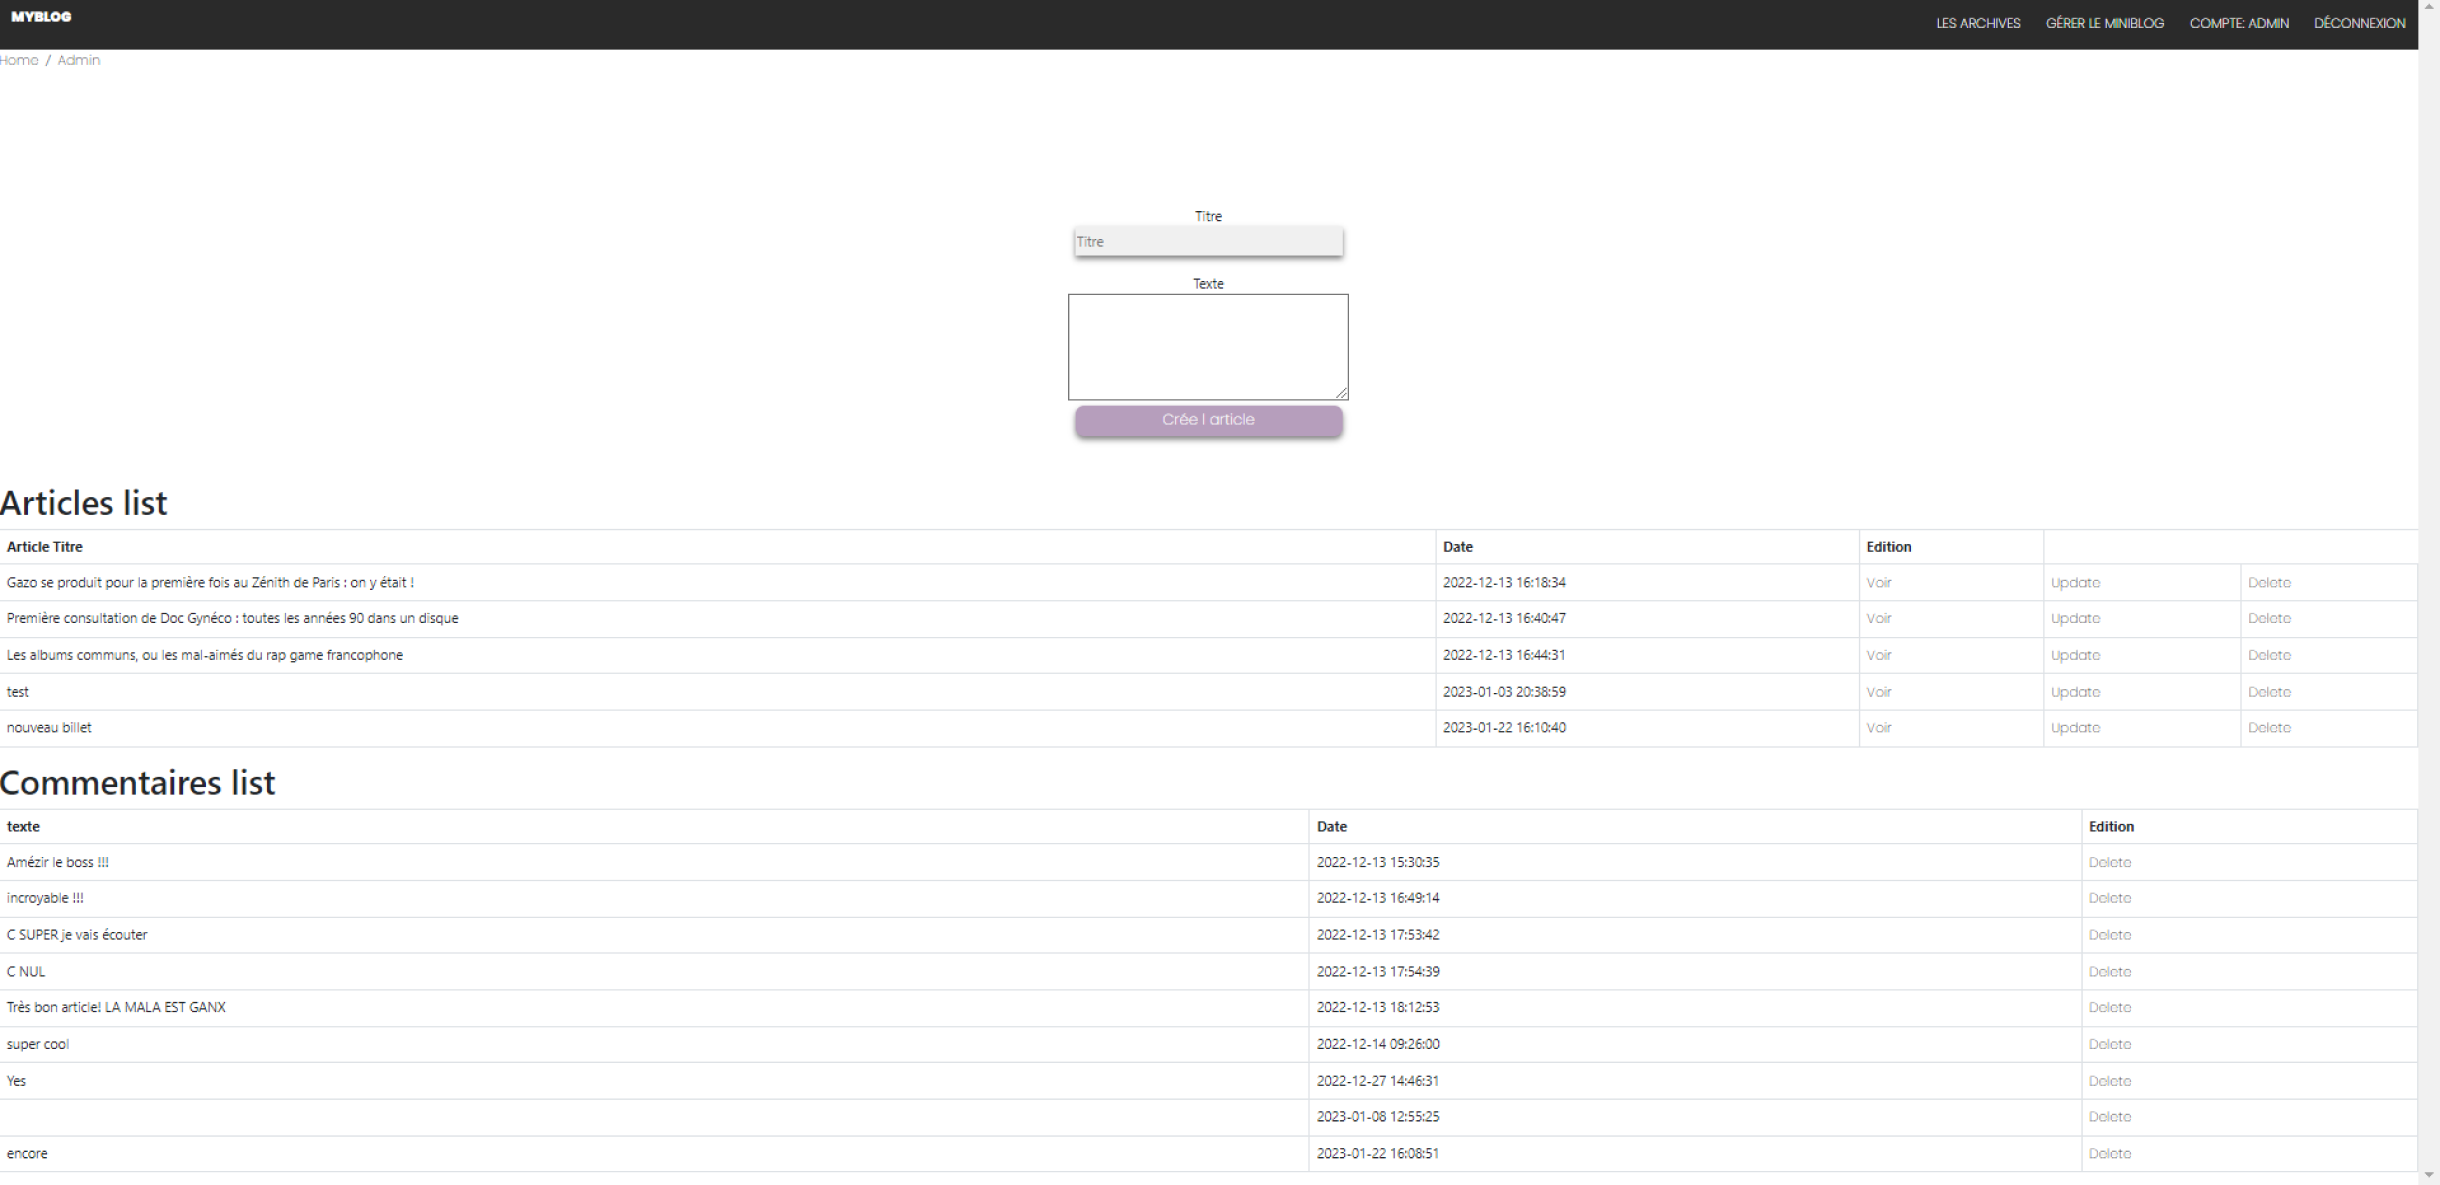 MYBLOG LES ARCHIVES GÉRER LE MINIBLOG COMPTE: ADMIN DÉCONNEXION
Home / Admin
Titre
Titre
Texte
Crée l article
Articles list
Article Titre Date Edition
Gazo se produit pour la première fois au Zénith de Paris : on y était ! 2022-12-13 16:18:34 Voir Update Delete
Première consultation de Doc Gynéco : toutes les années 90 dans un disque 2022-12-13 16:40:47 Voir Update Delete
Les albums communs, ou les mal-aimés du rap game francophone 2022-12-13 16:44:31 Voir Update Delete
test 2023-01-03 20:38:59 Voir Update Delete
nouveau billet 2023-01-22 16:10:40 Voir Update Delete
Commentaires list
texte Date Edition
Amézir le boss !!! 2022-12-13 15:30:35 Delete
incroyable !!! 2022-12-13 16:49:14 Delete
C SUPER je vais écouter 2022-12-13 17:53:42 Delete
C NUL 2022-12-13 17:54:39 Delete
Très bon article! LA MALA EST GANX 2022-12-13 18:12:53 Delete
super cool 2022-12-14 09:26:00 Delete
Yes 2022-12-27 14:46:31 Delete
2023-01-08 12:55:25 Delete
encore 2023-01-22 16:08:51 Delete